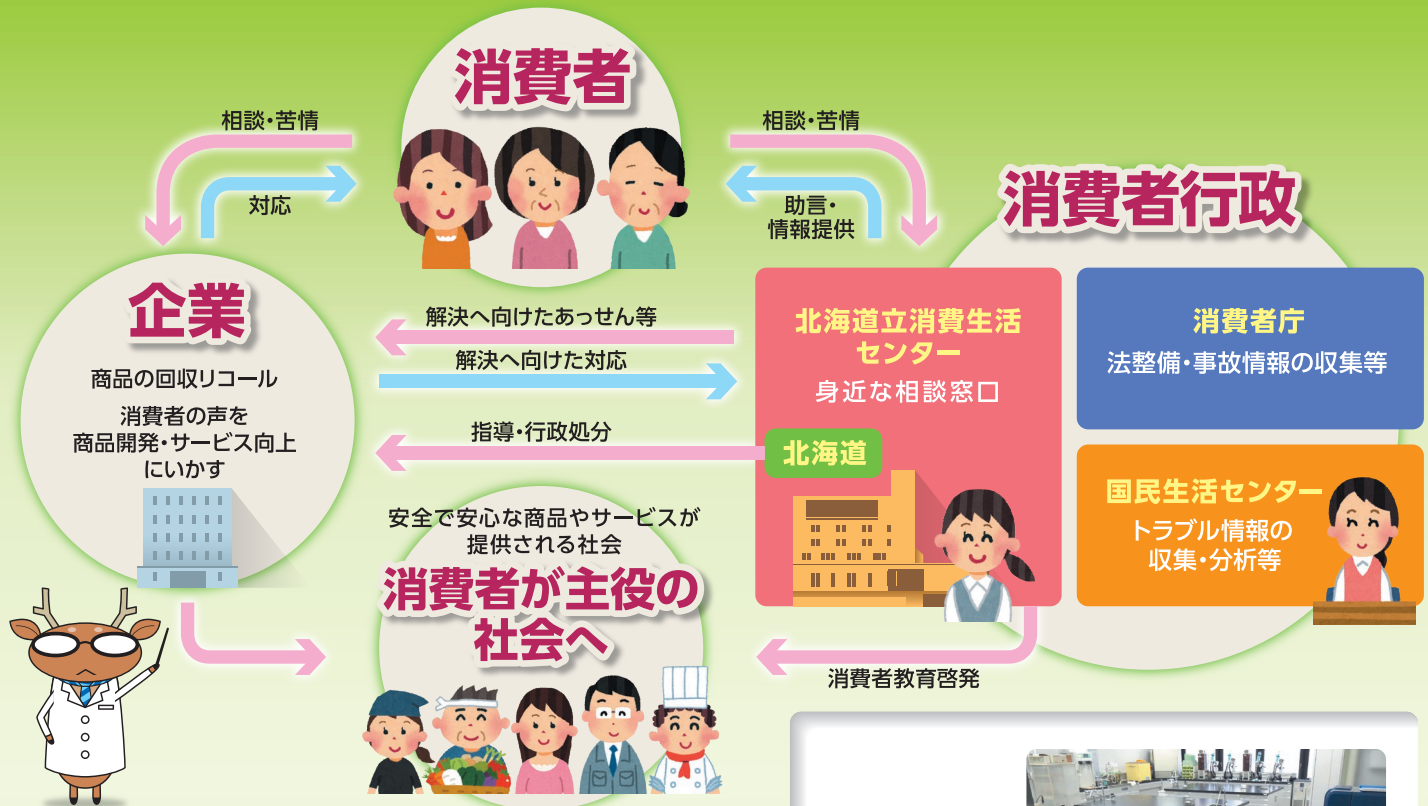 消費者
相談・苦情
対応
相談・苦情
助言・
情報提供
消費者行政
企業
商品の回収リコール
消費者の声を
商品開発・サービス向上
にいかす
解決へ向けたあっせん等
解決へ向けた対応
指導・行政処分
北海道立消費生活
センター
身近な相談窓口
北海道
消費者庁
法整備・事故情報の収集等
国民生活センター
トラブル情報の
収集・分析等
安全で安心な商品やサービスが
提供される社会
消費者が主役の
社会へ
消費者教育啓発